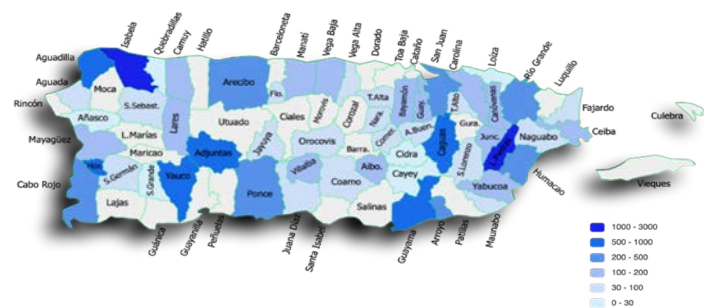 Isabela
Quebradillas
Camuy
Hatillo
Barceloneta
Manatí
Vega Baja
Vega Alta
Dorado
Toa Baja
Cataño
San Juan
Carolina
Loíza
Río Grande
Luquillo
Aguadilla
Aguada
Rincón
Moca
S.Sebast.
Arecibo
Flo.
Morovis
Corozal
T.Alta
Nara.
Bayamón
Guay.
T.Alto
Canóvanas
Fajardo
Culebra
Ceiba
Añasco
Lares
Utuado
Ciales
Gura.
Mayagüez
L.Marías
Maricao
Adjuntas
Jayuya
Orocovis
Barra.
Comer.
A.Buen.
Caguas
Junc.
Naguabo
Hor.
S.Germán
S.Grande
Yauco
Villalba
Aibo.
Cidra
Cayey
S.Lorenzo
Humacao
Vieques
Cabo Rojo
Lajas
Ponce
Coamo
Salinas
Yabucoa
Guánica
Guayanilla
Peñuelas
Juana Díaz
Santa Isabel
Guayama
Arroyo
Patillas
Maunabo
1000 - 3000
500 - 1000
200 - 500
100 - 200
30 - 100
0 - 30